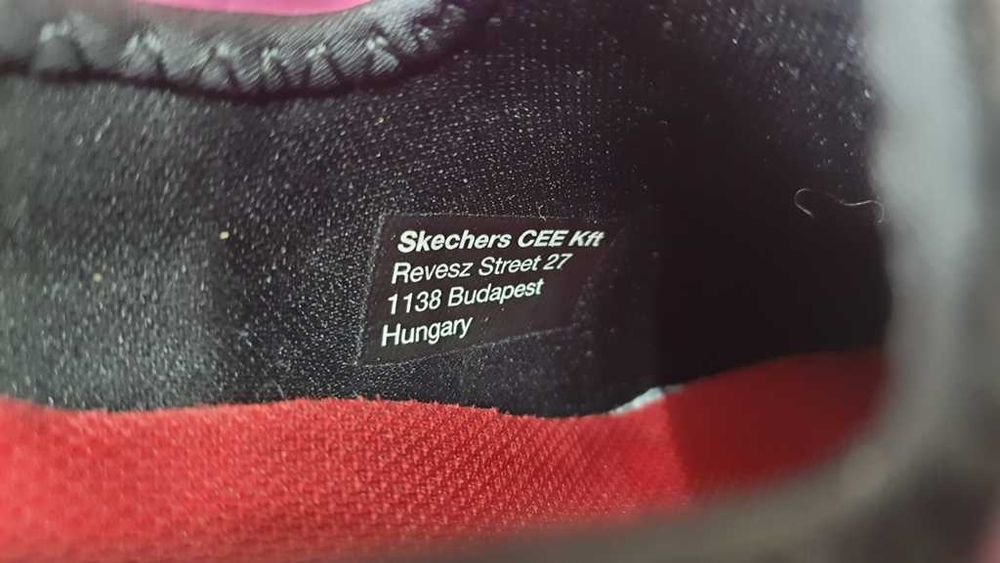 Skechers CEE Kft
Revesz Street 27
1138 Budapest
Hungary